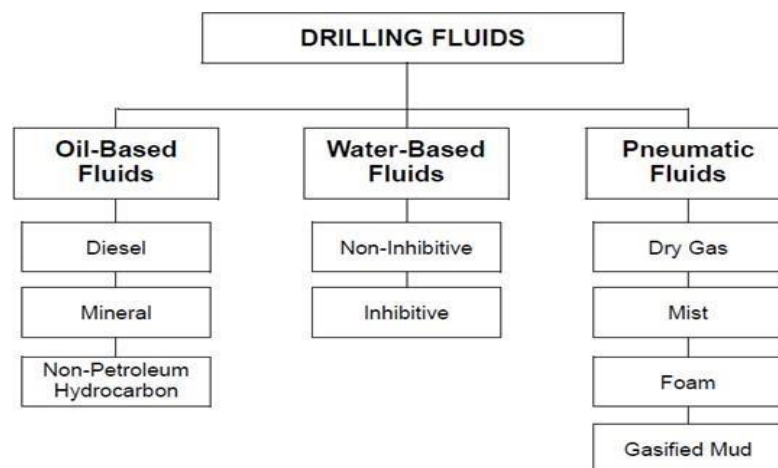 DRILLING FLUIDS
Oil-Based
Fluids
Diesel
Mineral
Non-Petroleum
Hydrocarbon
Water-Based
Fluids
Non-Inhibitive
Inhibitive
Pneumatic
Fluids
Dry Gas
Mist
Foam
Gasified Mud